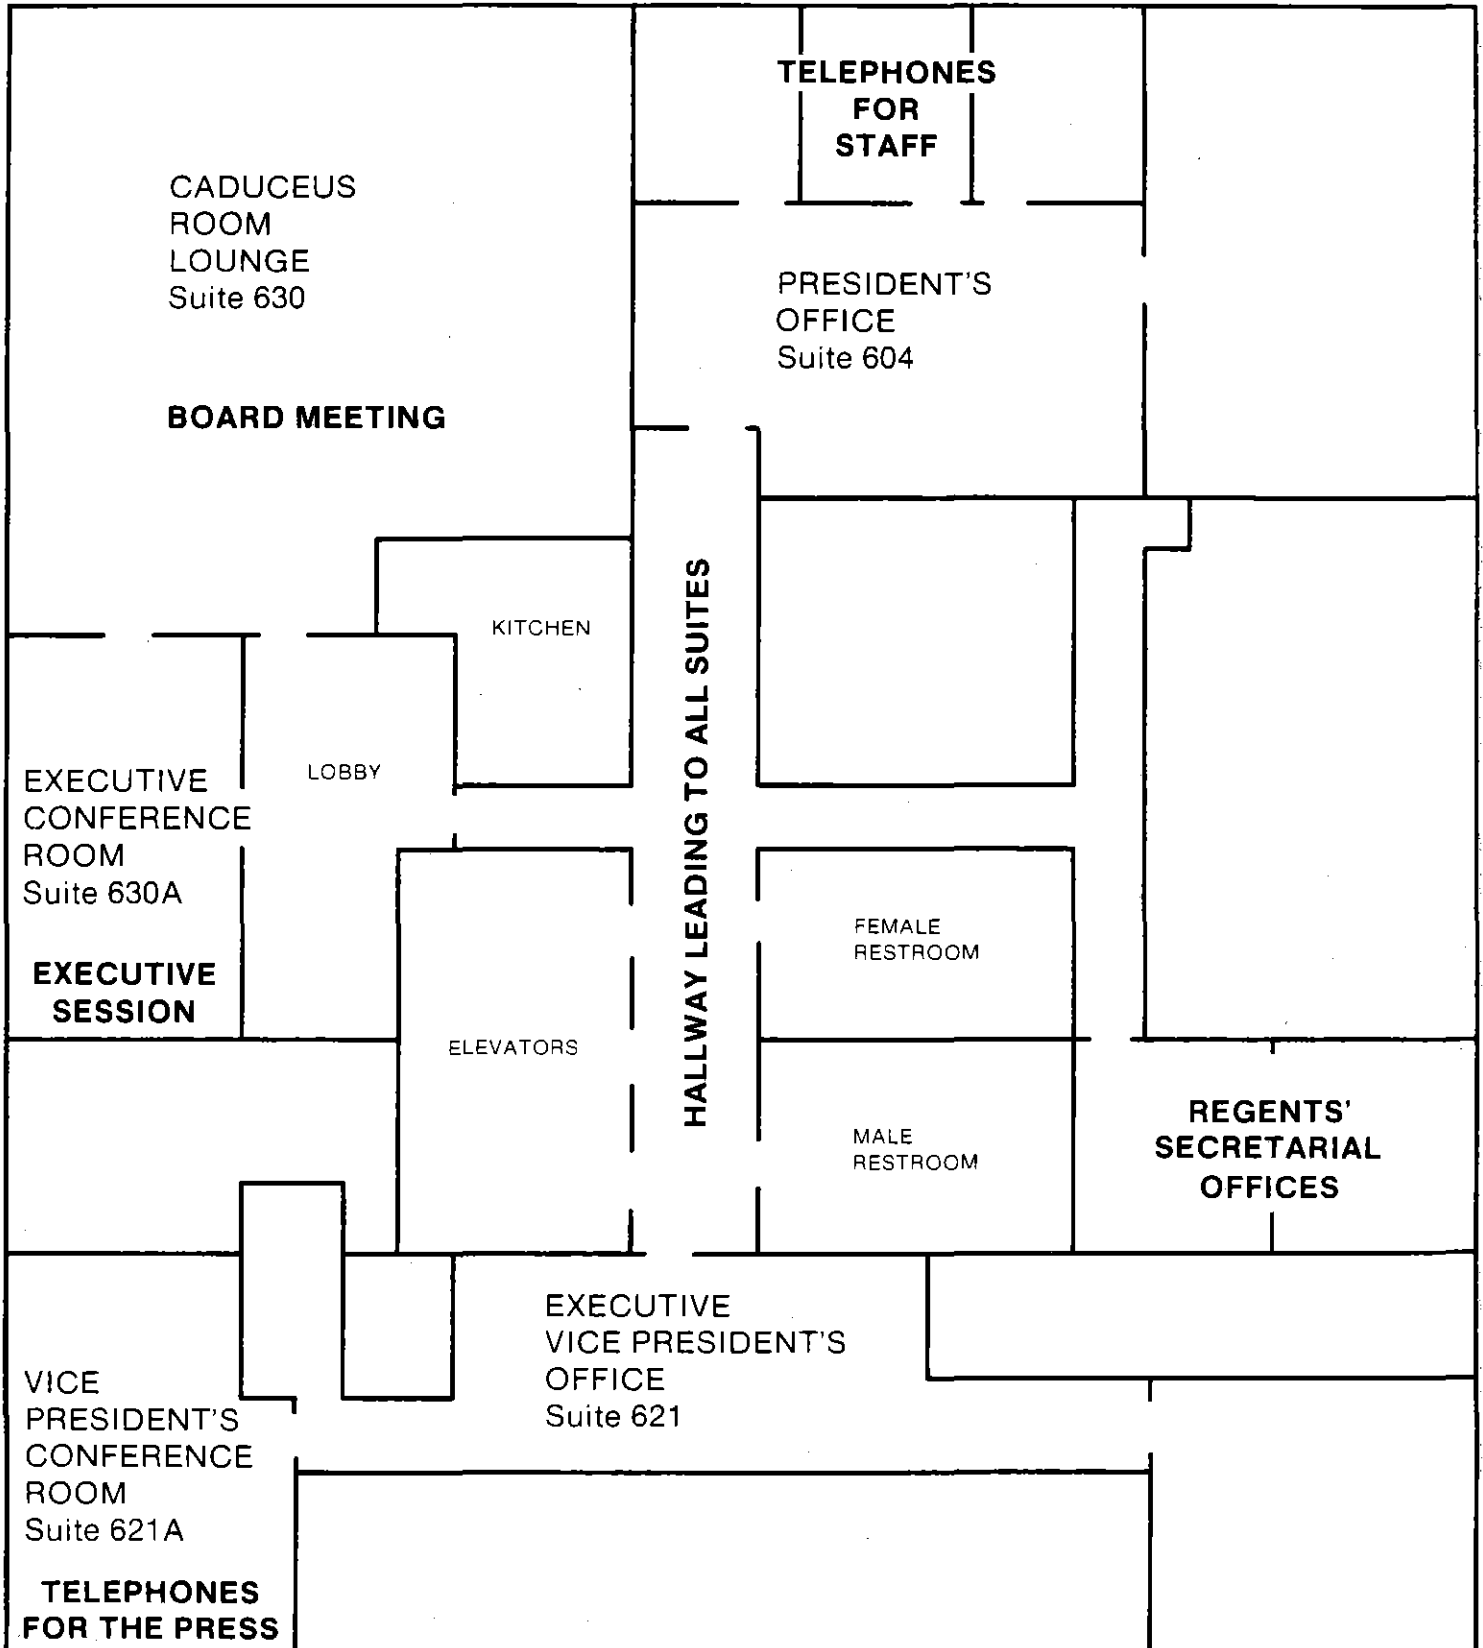 TELEPHONES
FOR
STAFF
CADUCEUS
ROOM
LOUNGE
Suite 630
BOARD MEETING
PRESIDENT'S
OFFICE
Suite 604
KITCHEN
HALLWAY LEADING TO ALL SUITES
LOBBY
EXECUTIVE
CONFERENCE
ROOM
Suite 630A
EXECUTIVE
SESSION
ELEVATORS
FEMALE
RESTROOM
MALE
RESTROOM
REGENTS'
SECRETARIAL
OFFICES
EXECUTIVE
VICE PRESIDENT'S
OFFICE
Suite 621
VICE
PRESIDENT'S
CONFERENCE
ROOM
Suite 621A
TELEPHONES
FOR THE PRESS